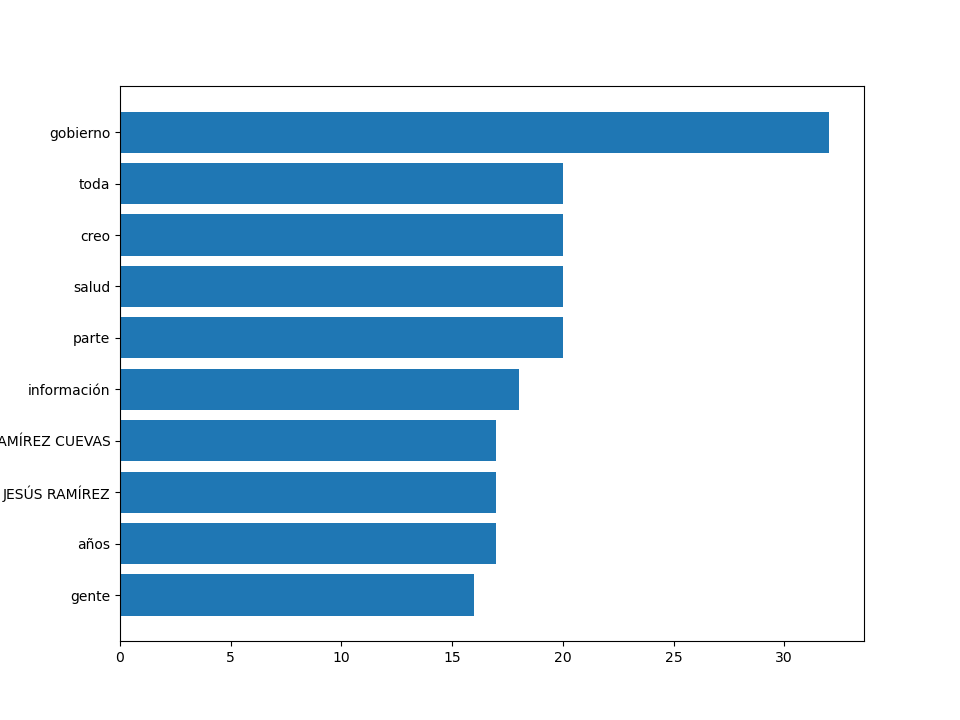 gobierno
toda
creo
salud
parte
información
AMÍREZ CUEVAS
JESÚS RAMÍREZ
años
gente
0 5 10 15 20 25 30